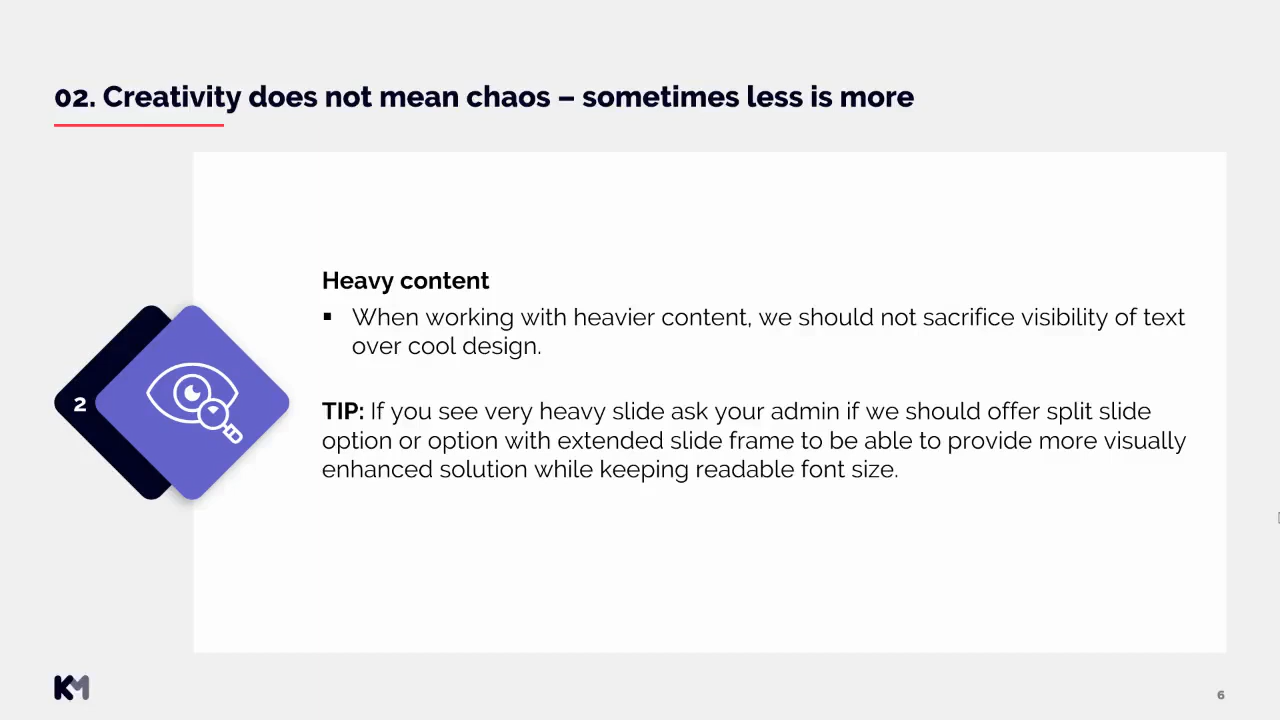 02. Creativity does not mean chaos – sometimes less is more
Heavy content
▪ When working with heavier content, we should not sacrifice visibility of text
over cool design.
2
TIP: If you see very heavy slide ask your admin if we should offer split slide
option or option with extended slide frame to be able to provide more visually
enhanced solution while keeping readable font size.
KM
6